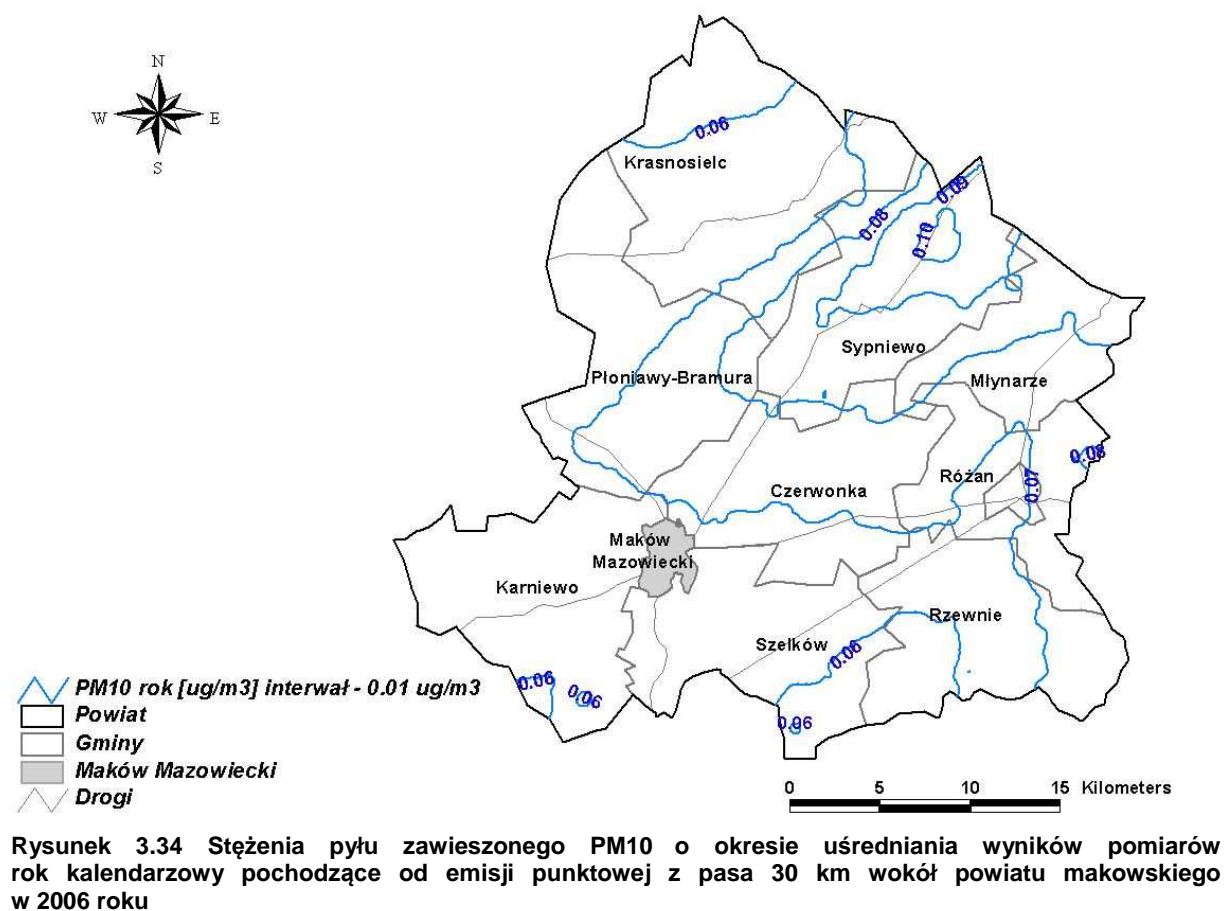 N
W E
S
0.06
Krasnosielc
0.09
0.08
0.10
Sypniewo
Płoniawy-Bramura
Młynarze
0.08
Różan
0.07
Czerwonka
Maków
Mazowiecki
Karniewo
Rzewnie
Szelków
0.06
0.06
0.06
0.06
PM10 rok [ug/m3] interwał - 0.01 ug/m3
Powiat
Gminy
Maków Mazowiecki
Drogi
0 5 10 15 Kilometers
Rysunek 3.34 Stężenia pyłu zawieszonego PM10 o okresie uśredniania wyników pomiarów
rok kalendarzowy pochodzące od emisji punktowej z pasa 30 km wokół powiatu makowskiego
w 2006 roku